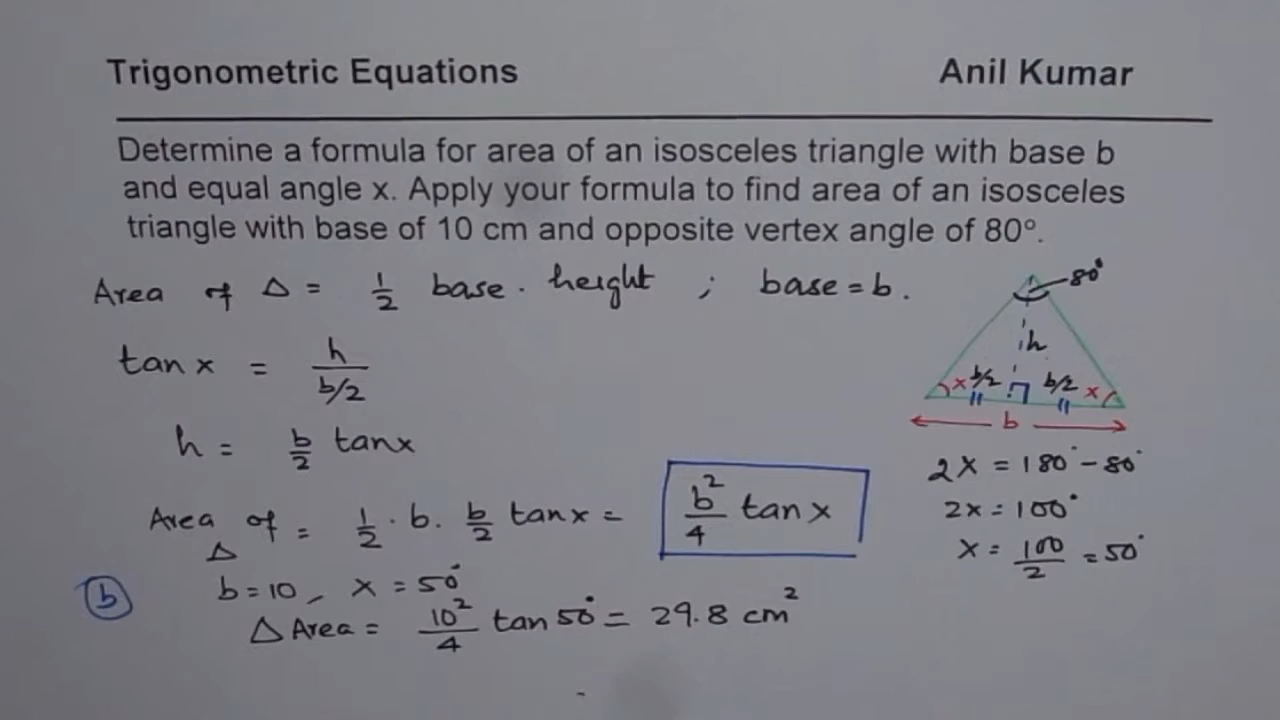 Trigonometric Equations Anil Kumar
Determine a formula for area of an isosceles triangle with base b
and equal angle x. Apply your formula to find area of an isosceles
triangle with base of 10 cm and opposite vertex angle of 80°.
Area of Δ = 1/2 base · height ; base = b.
80°
h
x b/2 b/2 x
b
tan x = h/(b/2)
h = b/2 tan x
2x = 180° - 80°
2x = 100°
x = 100/2 = 50°
Area of Δ = 1/2 · b · b/2 tan x = b²/4 tan x
b
b = 10, x = 50°
Δ Area = 10²/4 tan 50° = 29.8 cm²